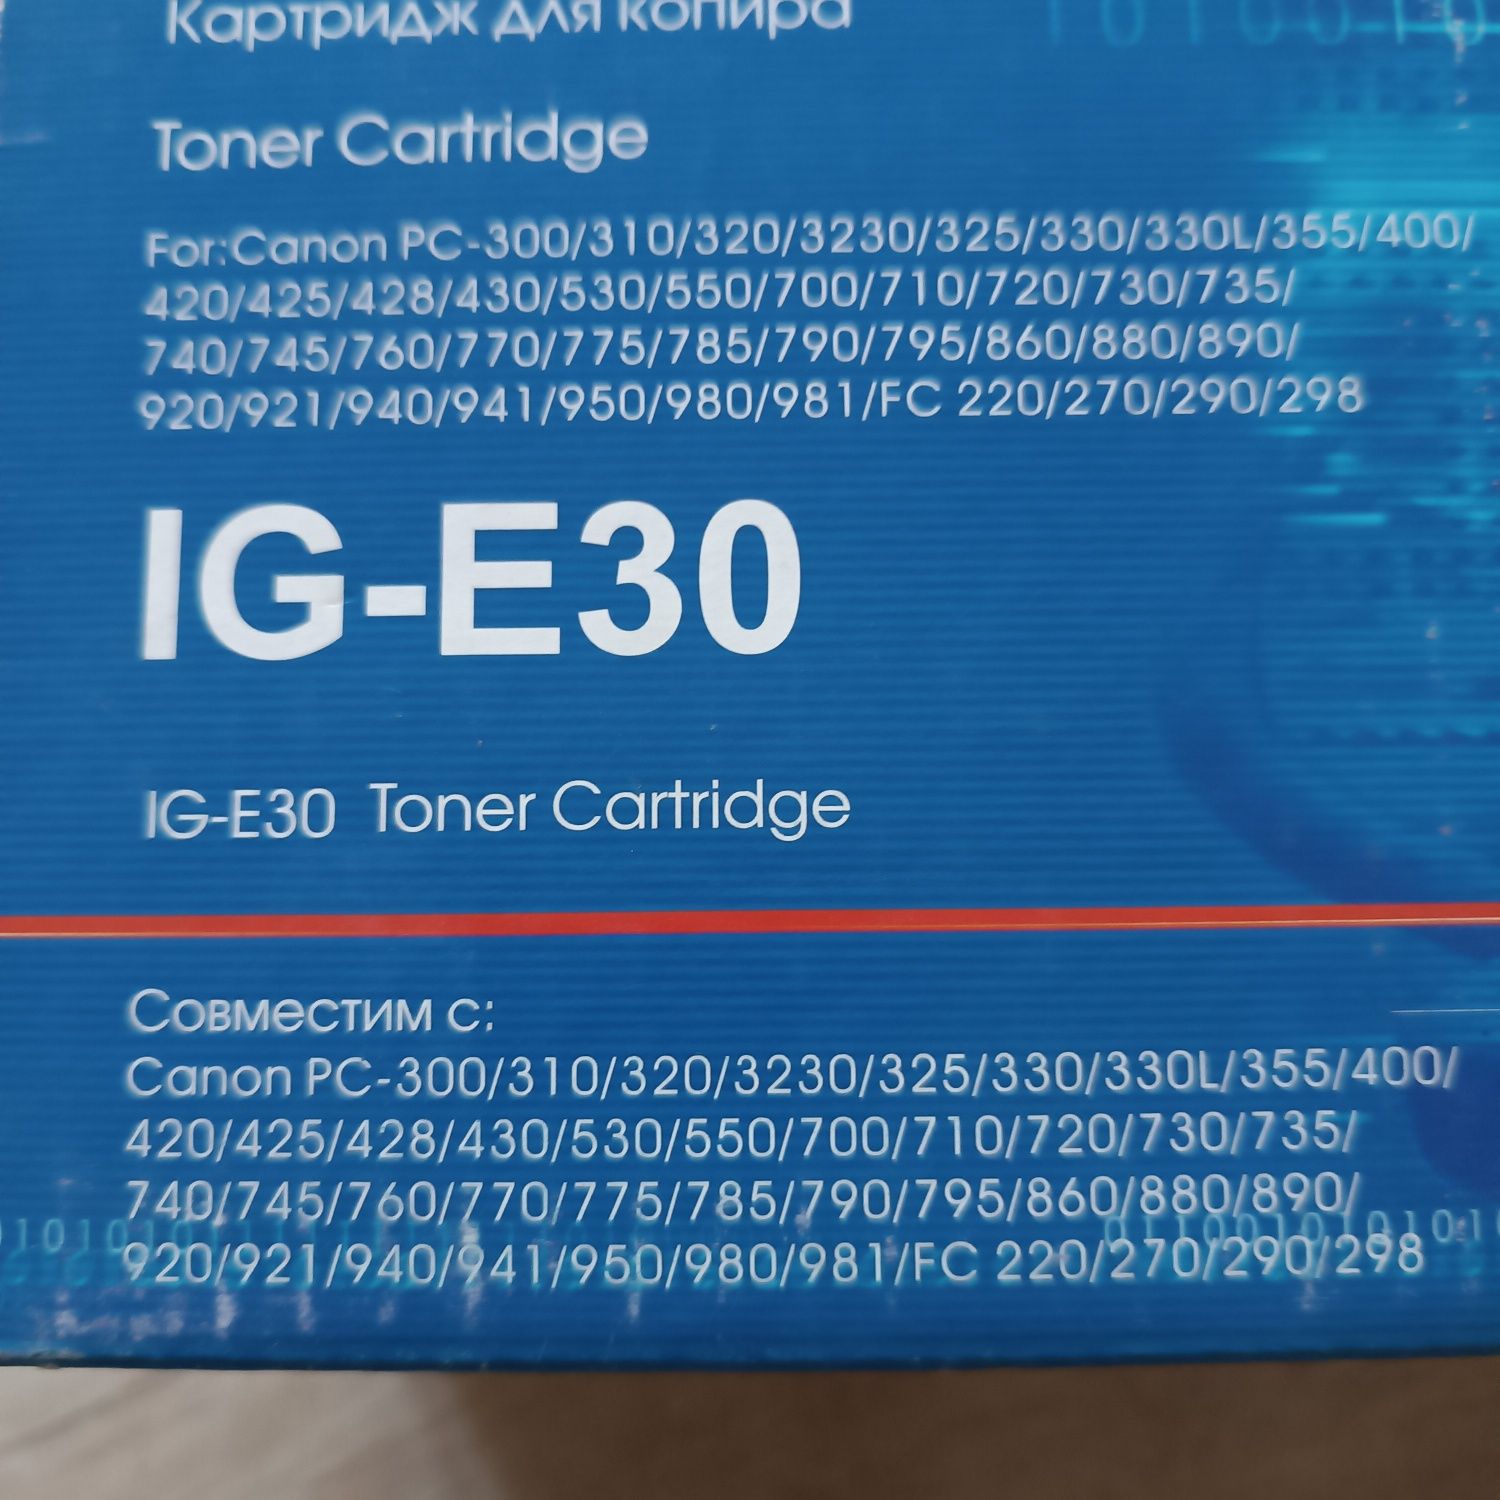 Картридж для копира
Toner Cartridge
For:Canon PC-300/310/320/3230/325/330/330L/355/400/
420/425/428/430/530/550/700/710/720/730/735/
740/745/760/770/775/785/790/795/860/880/890/
920/921/940/941/950/980/981/FC 220/270/290/298
IG-E30
IG-E30 Toner Cartridge
Совместим с:
Canon PC-300/310/320/3230/325/330/330L/355/400/
420/425/428/430/530/550/700/710/720/730/735/
740/745/760/770/775/785/790/795/860/880/890/
920/921/940/941/950/980/981/FC 220/270/290/298